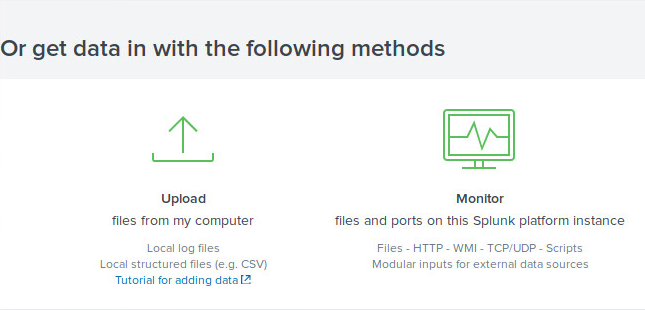 Or get data in with the following methods
Upload
files from my computer
Local log files
Local structured files (e.g. CSV)
Tutorial for adding data
Monitor
files and ports on this Splunk platform instance
Files - HTTP - WMI - TCP/UDP - Scripts
Modular inputs for external data sources